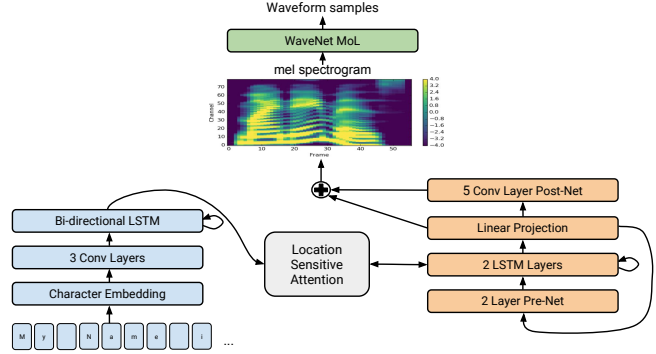 Waveform samples
WaveNet MoL
mel spectrogram
Channel
70
60
50
40
30
20
10
0
10
20
30
40
50
Frame
4.0
3.2
2.4
1.6
0.8
0.0
−0.8
−1.6
−2.4
−3.2
−4.0
5 Conv Layer Post-Net
Bi-directional LSTM
Linear Projection
3 Conv Layers
Location
Sensitive
Attention
2 LSTM Layers
Character Embedding
2 Layer Pre-Net
M y N a m e i ...